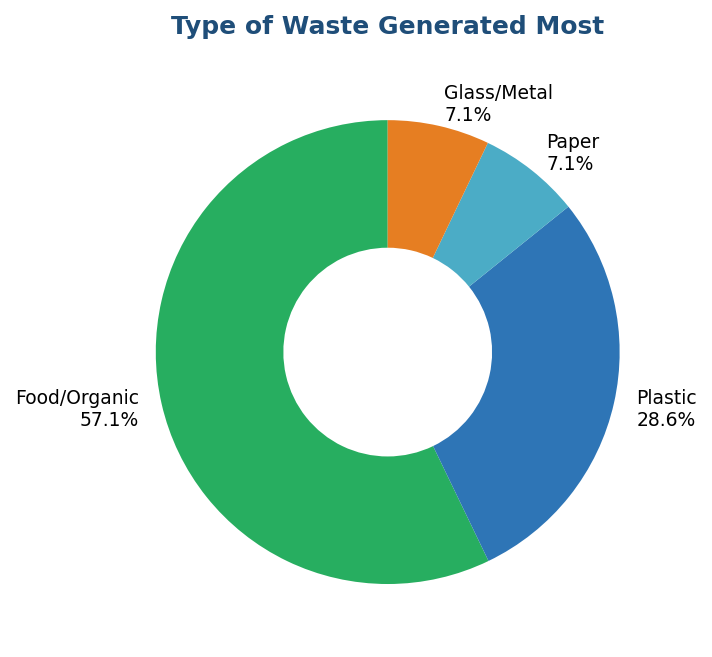 Type of Waste Generated Most
Glass/Metal
7.1%
Paper
7.1%
Food/Organic
57.1%
Plastic
28.6%